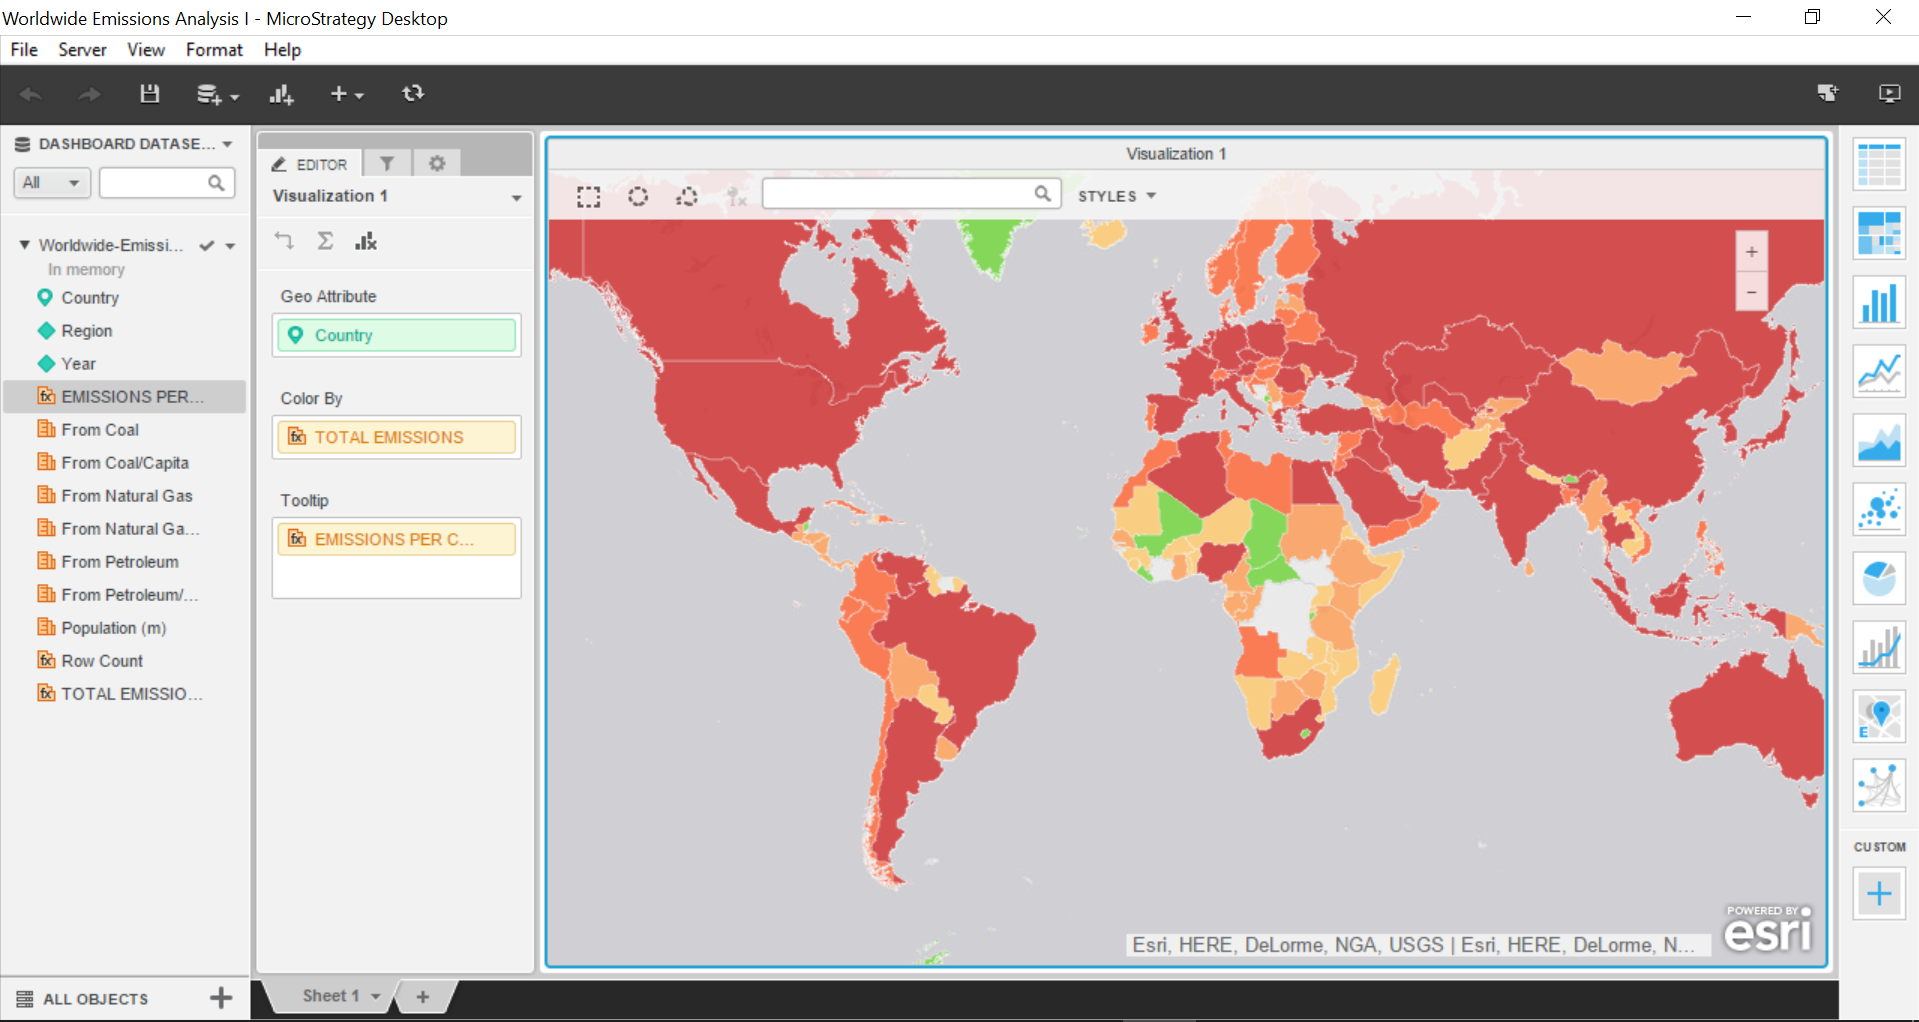 Worldwide Emissions Analysis I - MicroStrategy Desktop
File Server View Format Help
DASHBOARD DATASE...
All
Worldwide-Emissi...
In memory
Country
Region
Year
EMISSIONS PER...
From Coal
From Coal/Capita
From Natural Gas
From Natural Ga...
From Petroleum
From Petroleum/...
Population (m)
Row Count
TOTAL EMISSIO...
ALL OBJECTS
EDITOR
Visualization 1
Geo Attribute
Country
Color By
TOTAL EMISSIONS
Tooltip
EMISSIONS PER C...
Visualization 1
STYLES
+
−
POWERED BY
esri
Esri, HERE, DeLorme, NGA, USGS | Esri, HERE, DeLorme, N...
Sheet 1
+
E
CUSTOM